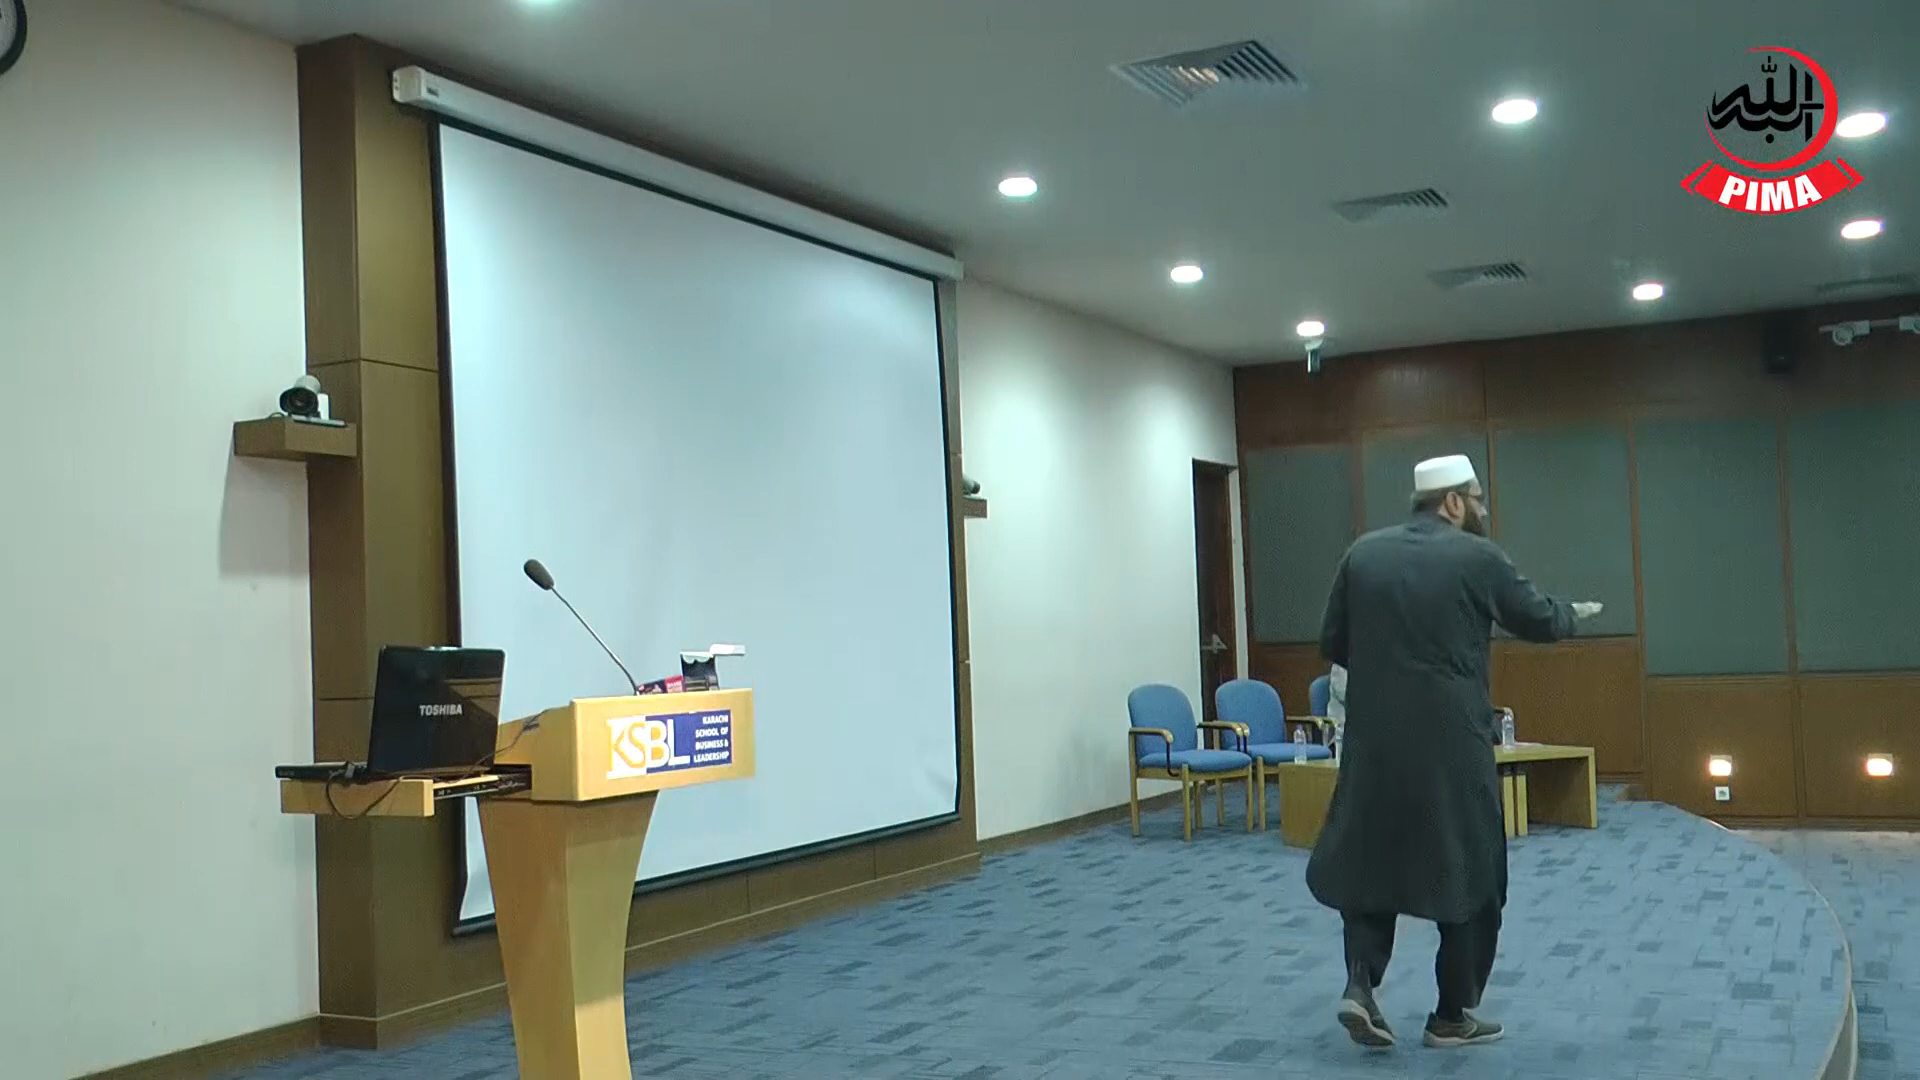 الله
PIMA
TOSHIBA
KSBL
KARACHI
SCHOOL OF
BUSINESS &
LEADERSHIP